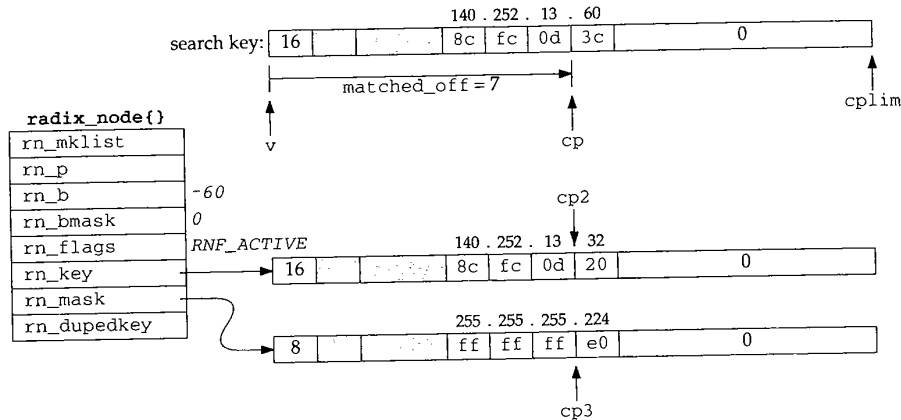 140 . 252 . 13 . 60
search key: 16 8c fc 0d 3c 0
matched_off = 7
v cp cplim
radix_node{}
rn_mklist
rn_p
rn_b -60
rn_bmask 0
rn_flags RNF_ACTIVE
rn_key
rn_mask
rn_dupedkey
cp2
140 . 252 . 13 . 32
16 8c fc 0d 20 0
255 . 255 . 255 . 224
8 ff ff ff e0 0
cp3